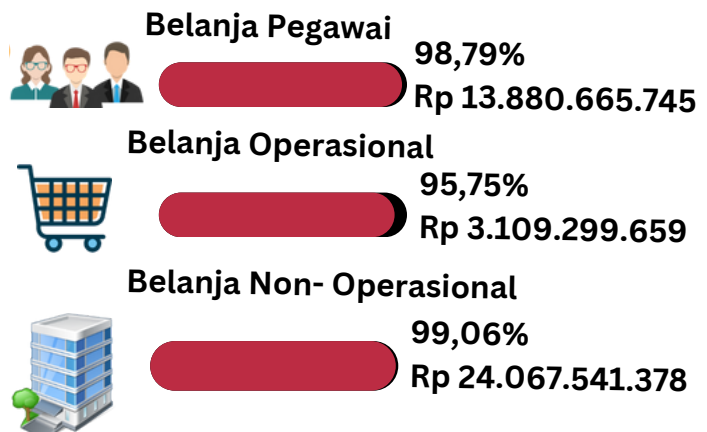 Belanja Pegawai
98,79%
Rp 13.880.665.745
Belanja Operasional
95,75%
Rp 3.109.299.659
Belanja Non- Operasional
99,06%
Rp 24.067.541.378